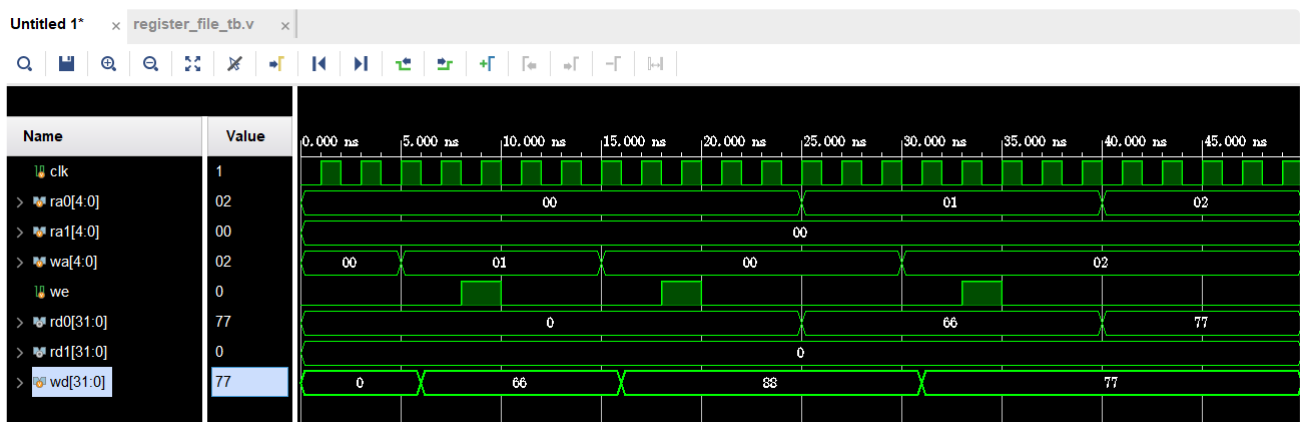 Untitled 1* × register_file_tb.v ×
Name Value 0.000 ns 5.000 ns 10.000 ns 15.000 ns 20.000 ns 25.000 ns 30.000 ns 35.000 ns 40.000 ns 45.000 ns
clk 1
ra0[4:0] 02 00 01 02
ra1[4:0] 00 00
wa[4:0] 02 00 01 00 02
we 0
rd0[31:0] 77 0 66 77
rd1[31:0] 0 0
wd[31:0] 77 0 66 88 77